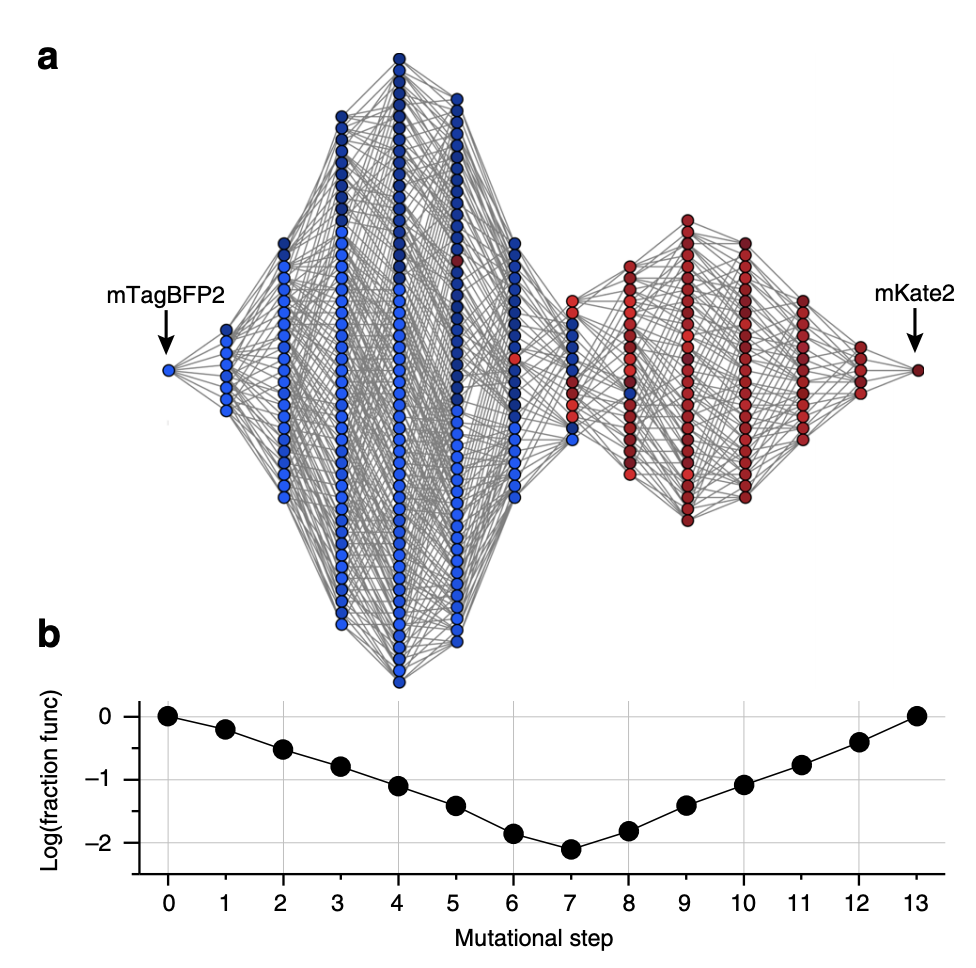 a
mTagBFP2
mKate2
b
Log(fraction func)
0
−1
−2
0 1 2 3 4 5 6 7 8 9 10 11 12 13
Mutational step